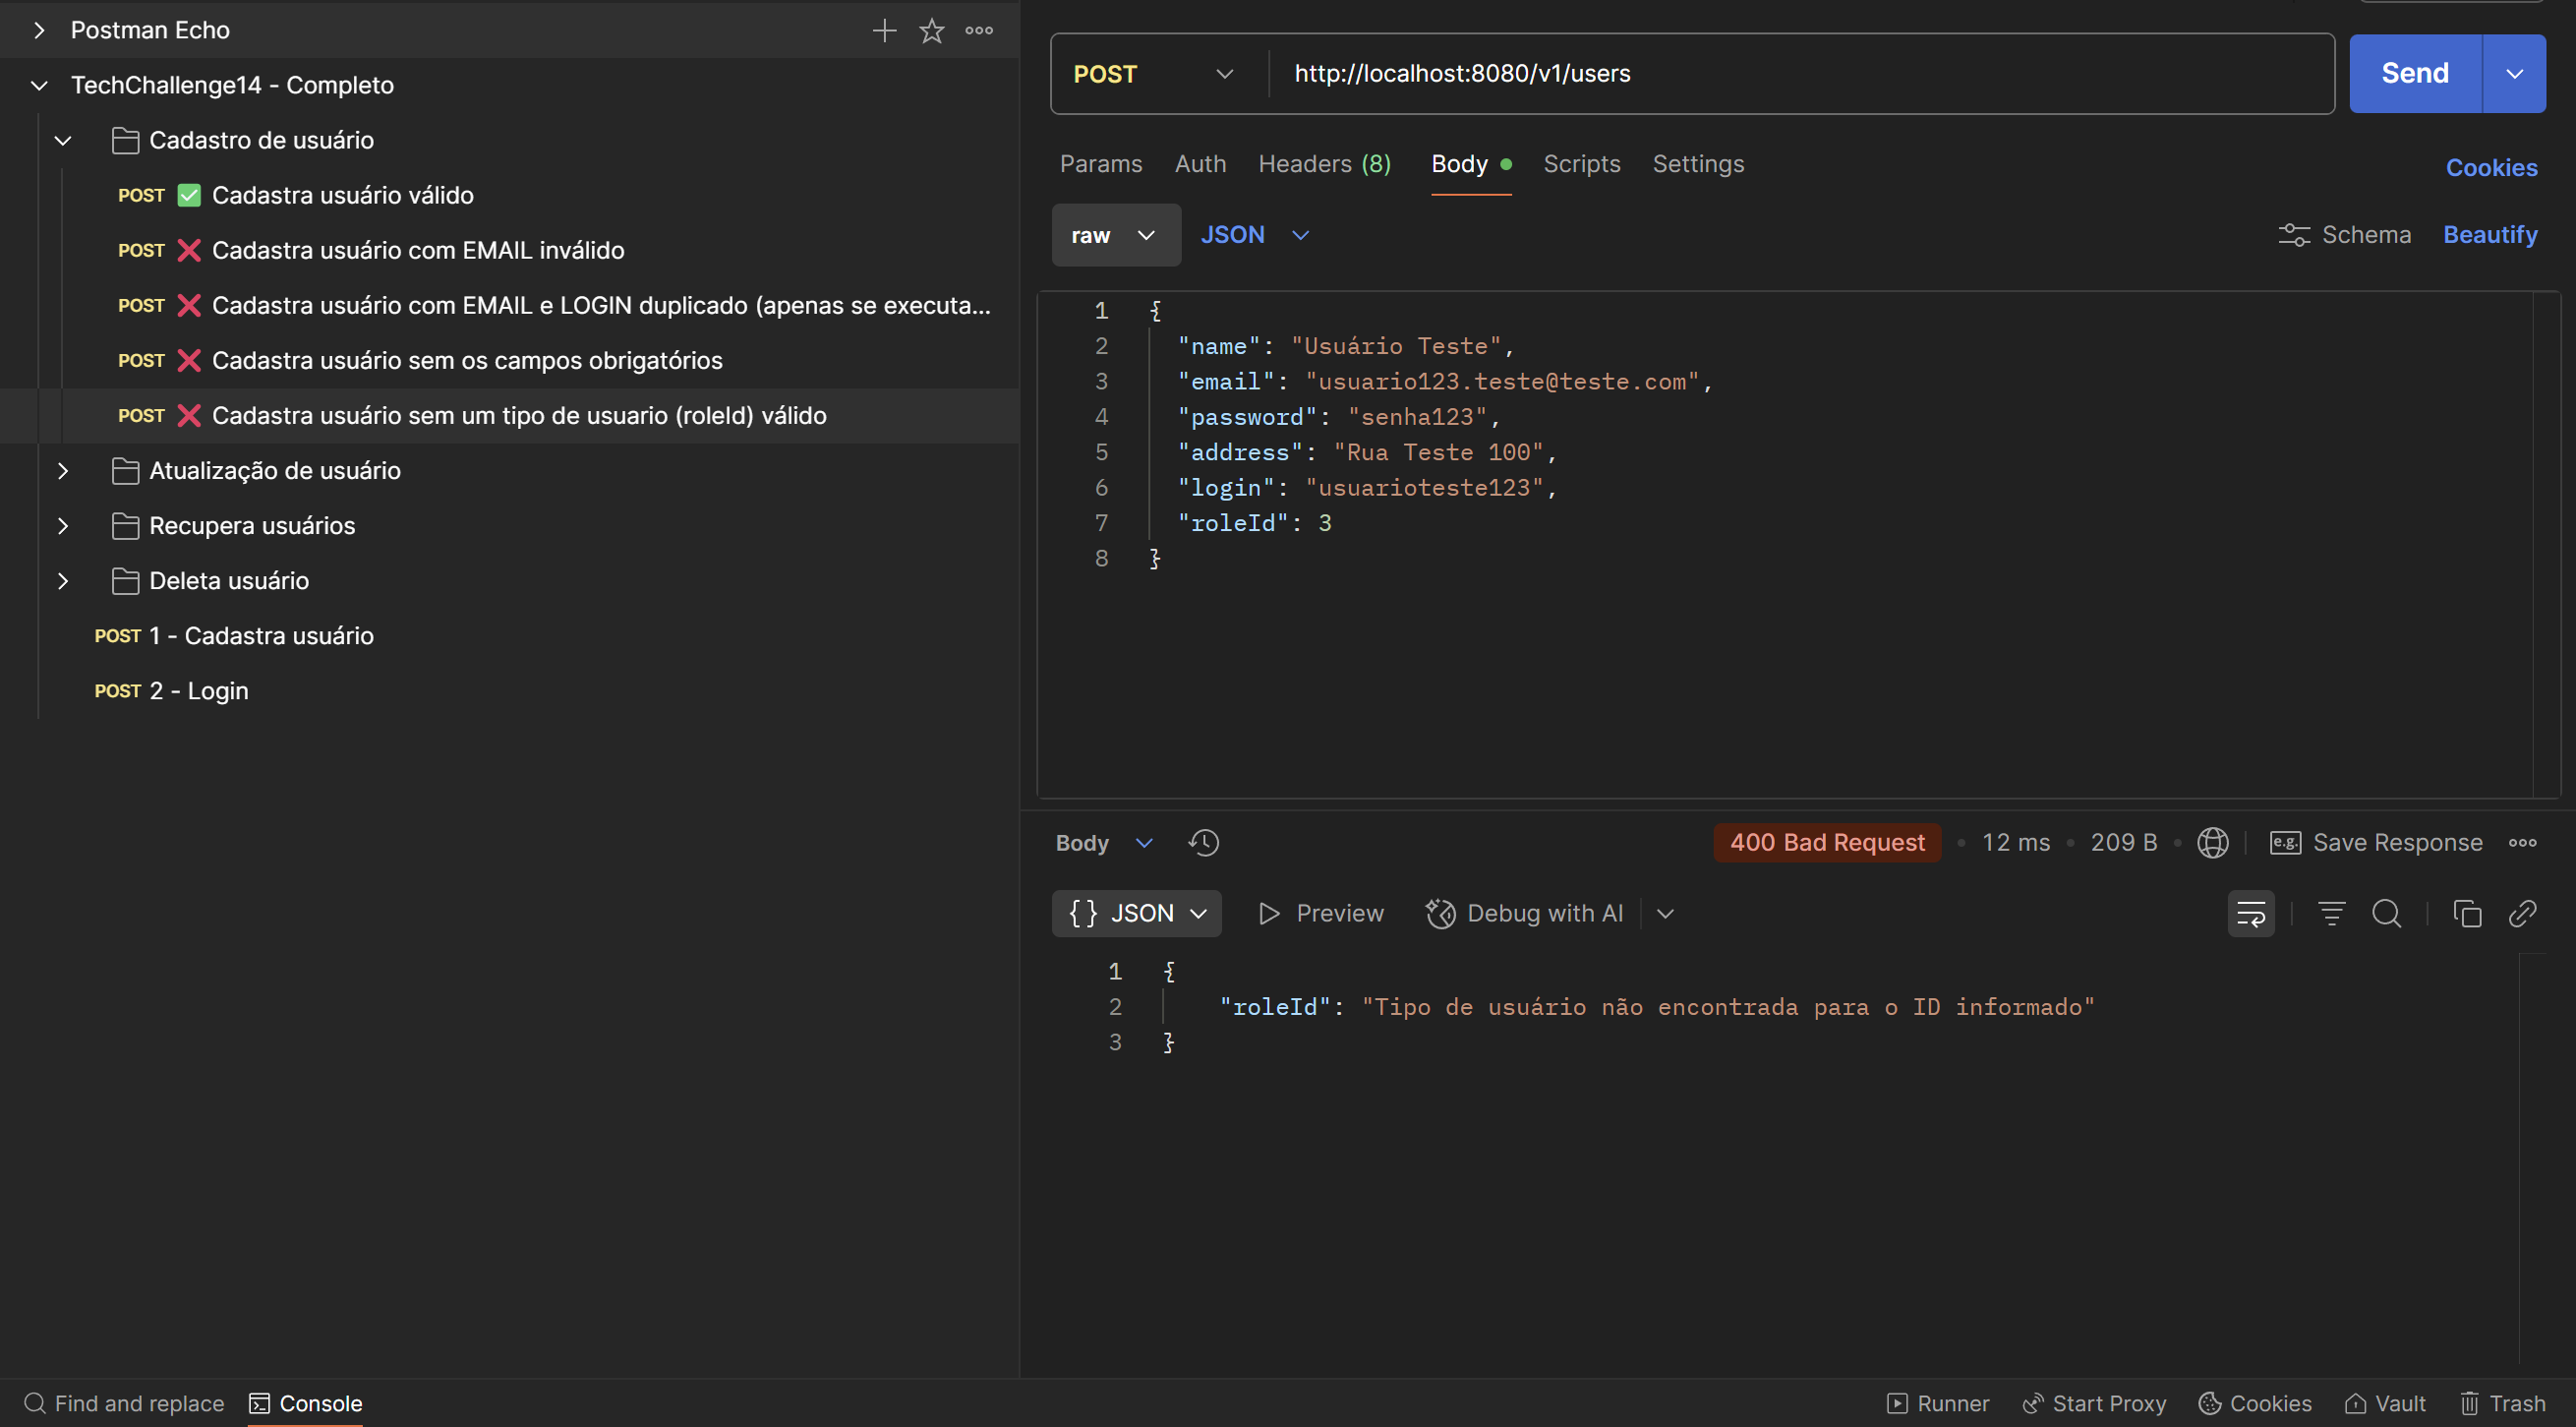 Postman Echo
TechChallenge14 - Completo
Cadastro de usuário
POST ✅ Cadastra usuário válido
POST ❌ Cadastra usuário com EMAIL inválido
POST ❌ Cadastra usuário com EMAIL e LOGIN duplicado (apenas se executa...
POST ❌ Cadastra usuário sem os campos obrigatórios
POST ❌ Cadastra usuário sem um tipo de usuario (roleId) válido
Atualização de usuário
Recupera usuários
Deleta usuário
POST 1 - Cadastra usuário
POST 2 - Login
POST http://localhost:8080/v1/users Send
Params Auth Headers (8) Body Scripts Settings Cookies
raw JSON Schema Beautify
1 {
2 "name": "Usuário Teste",
3 "email": "usuario123.teste@teste.com",
4 "password": "senha123",
5 "address": "Rua Teste 100",
6 "login": "usuarioteste123",
7 "roleId": 3
8 }
Body 400 Bad Request • 12 ms • 209 B • e.g. Save Response
{} JSON Preview Debug with AI
1 {
2 "roleId": "Tipo de usuário não encontrada para o ID informado"
3 }
Find and replace Console Runner Start Proxy Cookies Vault Trash